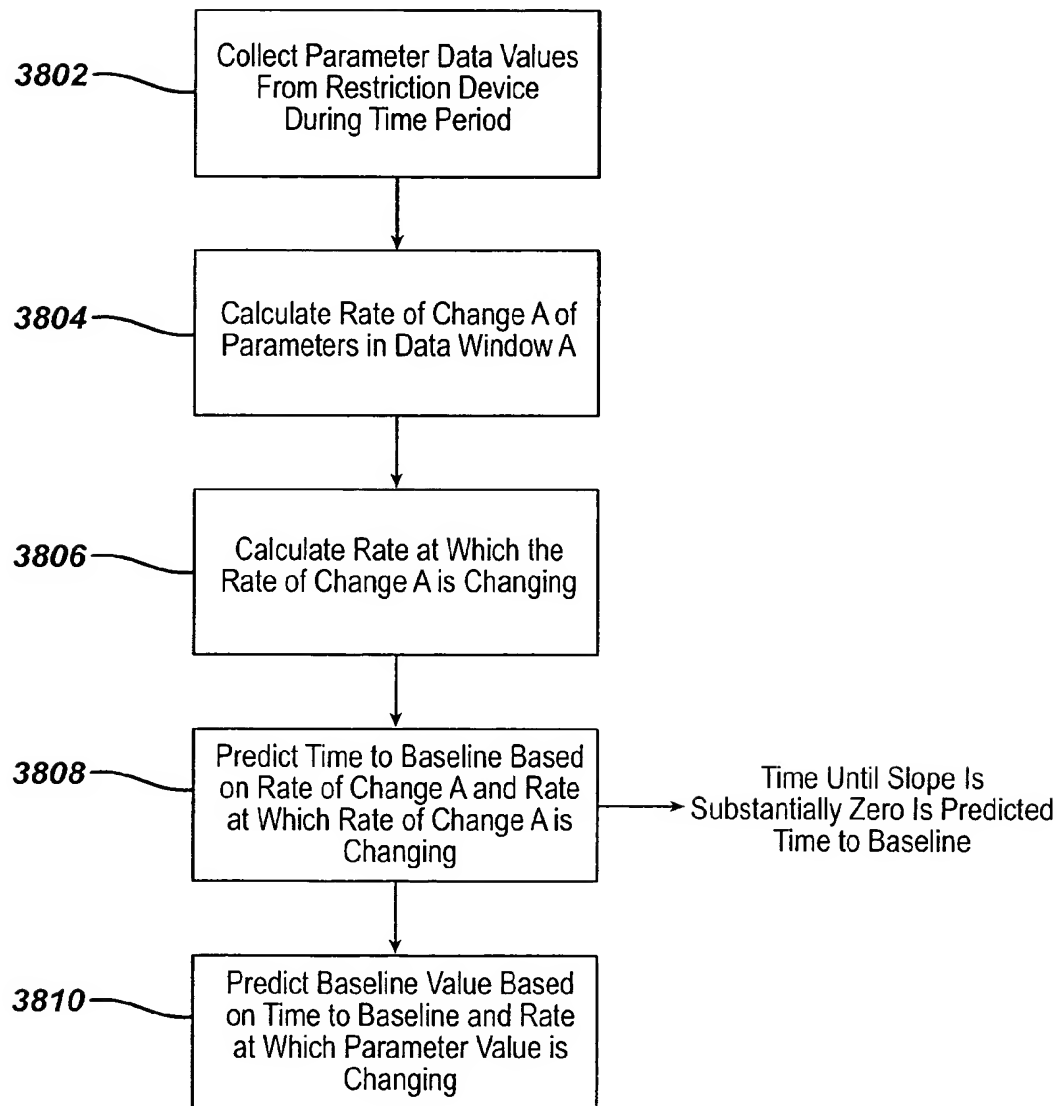 3802
Collect Parameter Data Values
From Restriction Device
During Time Period
3804
Calculate Rate of Change A of
Parameters in Data Window A
3806
Calculate Rate at Which the
Rate of Change A is Changing
3808
Predict Time to Baseline Based
on Rate of Change A and Rate
at Which Rate of Change A is
Changing
Time Until Slope Is
Substantially Zero Is Predicted
Time to Baseline
3810
Predict Baseline Value Based
on Time to Baseline and Rate
at Which Parameter Value is
Changing